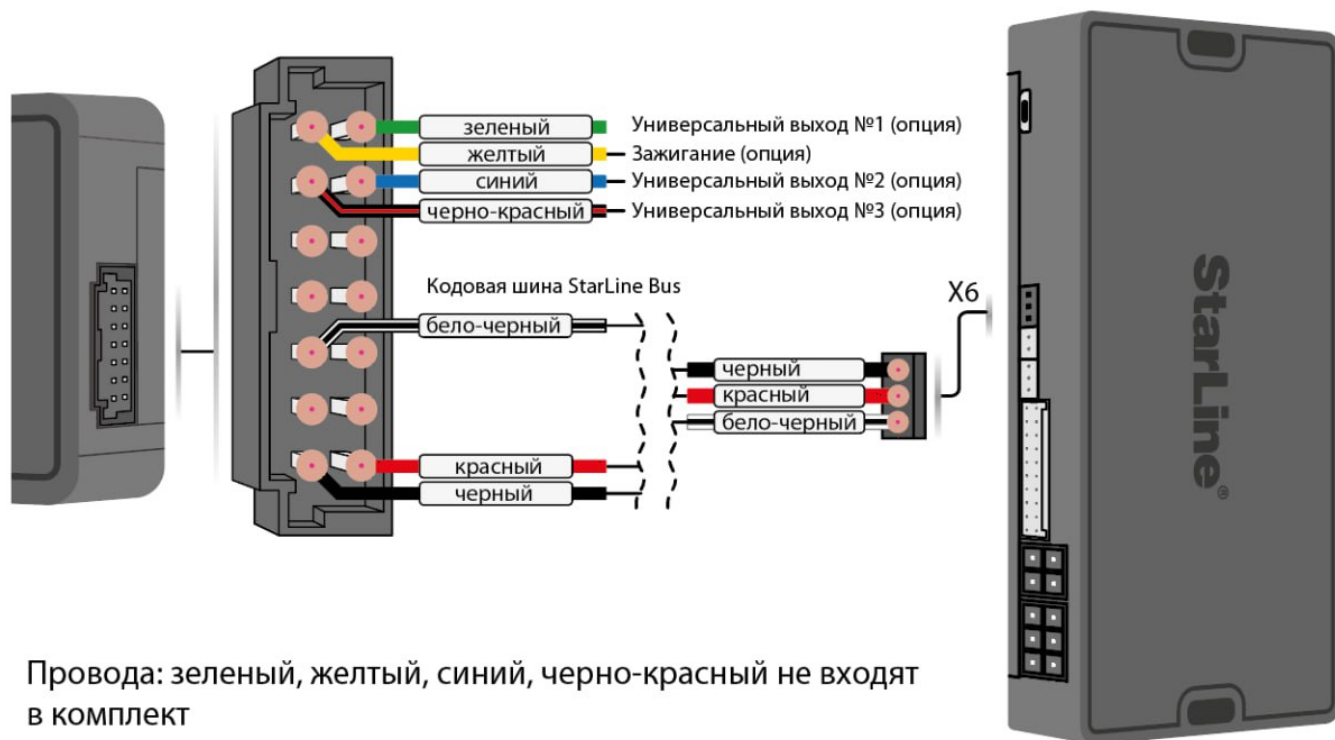 зеленый Универсальный выход №1 (опция)
желтый Зажигание (опция)
синий Универсальный выход №2 (опция)
черно-красный Универсальный выход №3 (опция)
Кодовая шина StarLine Bus
бело-черный
X6
черный
красный
бело-черный
красный
черный
StarLine®
Провода: зеленый, желтый, синий, черно-красный не входят
в комплект